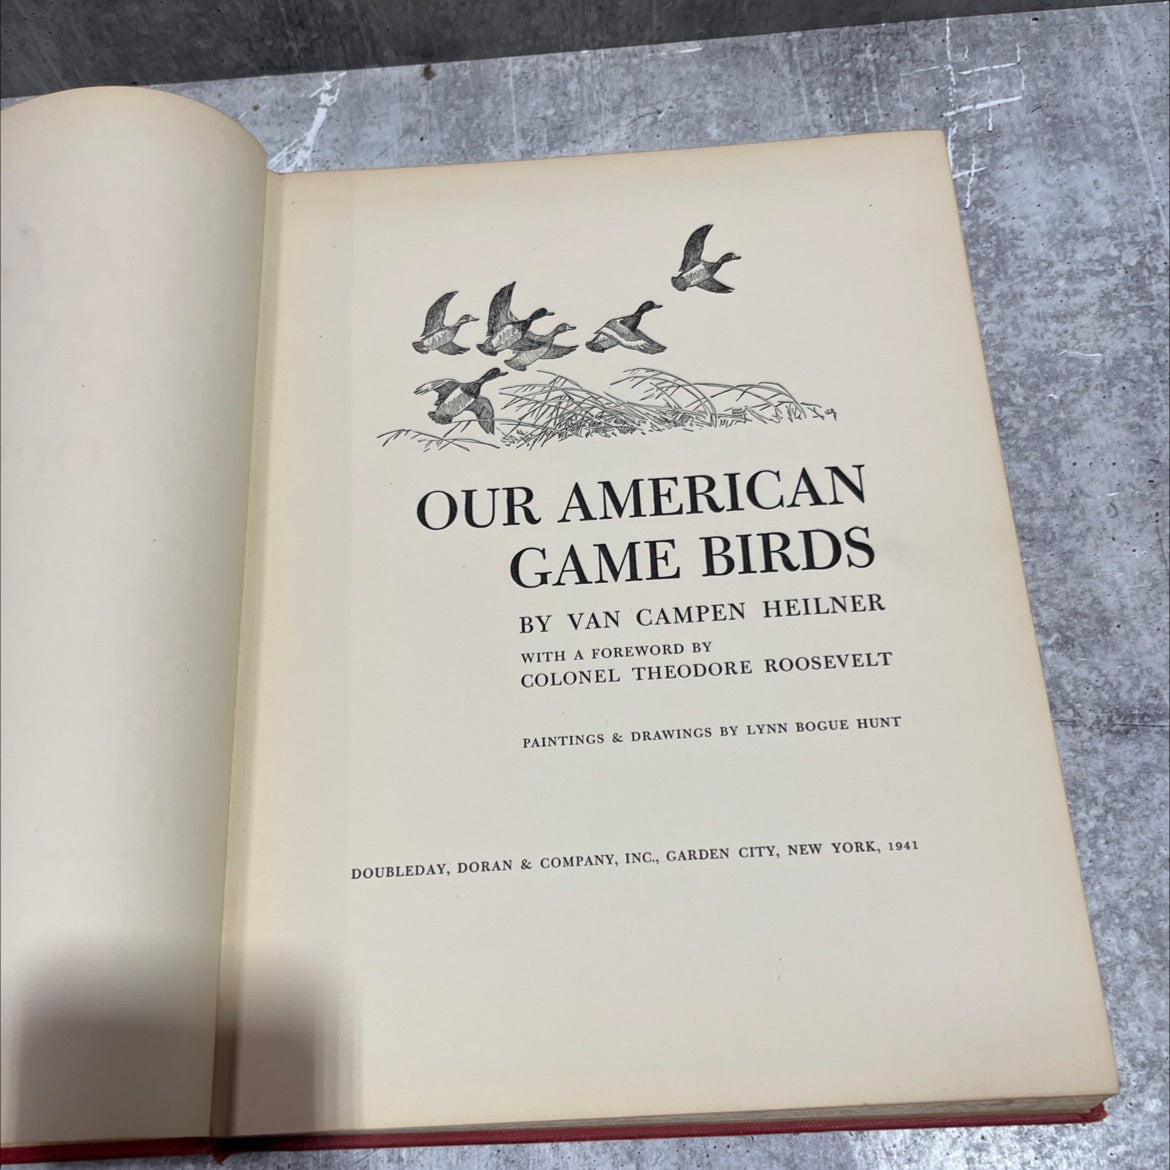 OUR AMERICAN
GAME BIRDS
BY VAN CAMPEN HEILNER
WITH A FOREWORD BY
COLONEL THEODORE ROOSEVELT
PAINTINGS & DRAWINGS BY LYNN BOGUE HUNT
DOUBLEDAY, DORAN & COMPANY, INC., GARDEN CITY, NEW YORK, 1941